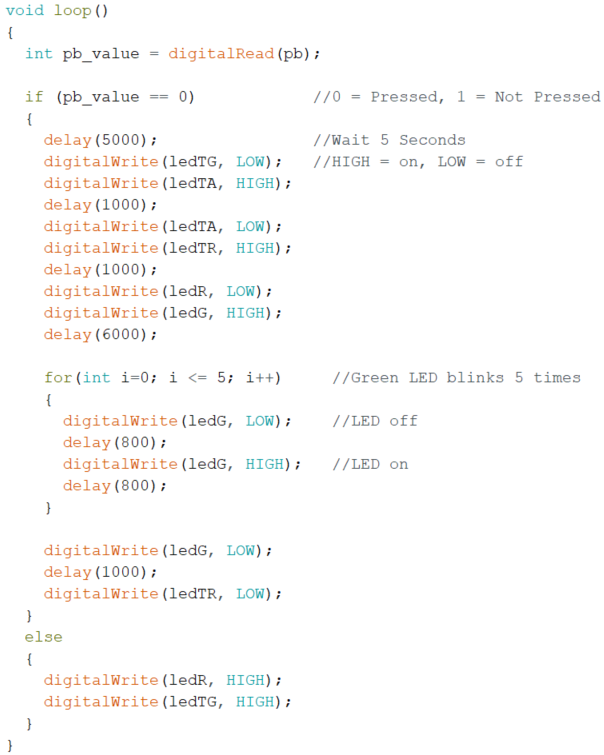 void loop()
{
  int pb_value = digitalRead(pb);

  if (pb_value == 0)            //0 = Pressed, 1 = Not Pressed
  {
    delay(5000);                //Wait 5 Seconds
    digitalWrite(ledTG, LOW);   //HIGH = on, LOW = off
    digitalWrite(ledTA, HIGH);
    delay(1000);
    digitalWrite(ledTA, LOW);
    digitalWrite(ledTR, HIGH);
    delay(1000);
    digitalWrite(ledR, LOW);
    digitalWrite(ledG, HIGH);
    delay(6000);

    for(int i=0; i <= 5; i++)     //Green LED blinks 5 times
    {
      digitalWrite(ledG, LOW);    //LED off
      delay(800);
      digitalWrite(ledG, HIGH);   //LED on
      delay(800);
    }

    digitalWrite(ledG, LOW);
    delay(1000);
    digitalWrite(ledTR, LOW);
  }
  else
  {
    digitalWrite(ledR, HIGH);
    digitalWrite(ledTG, HIGH);
  }
}